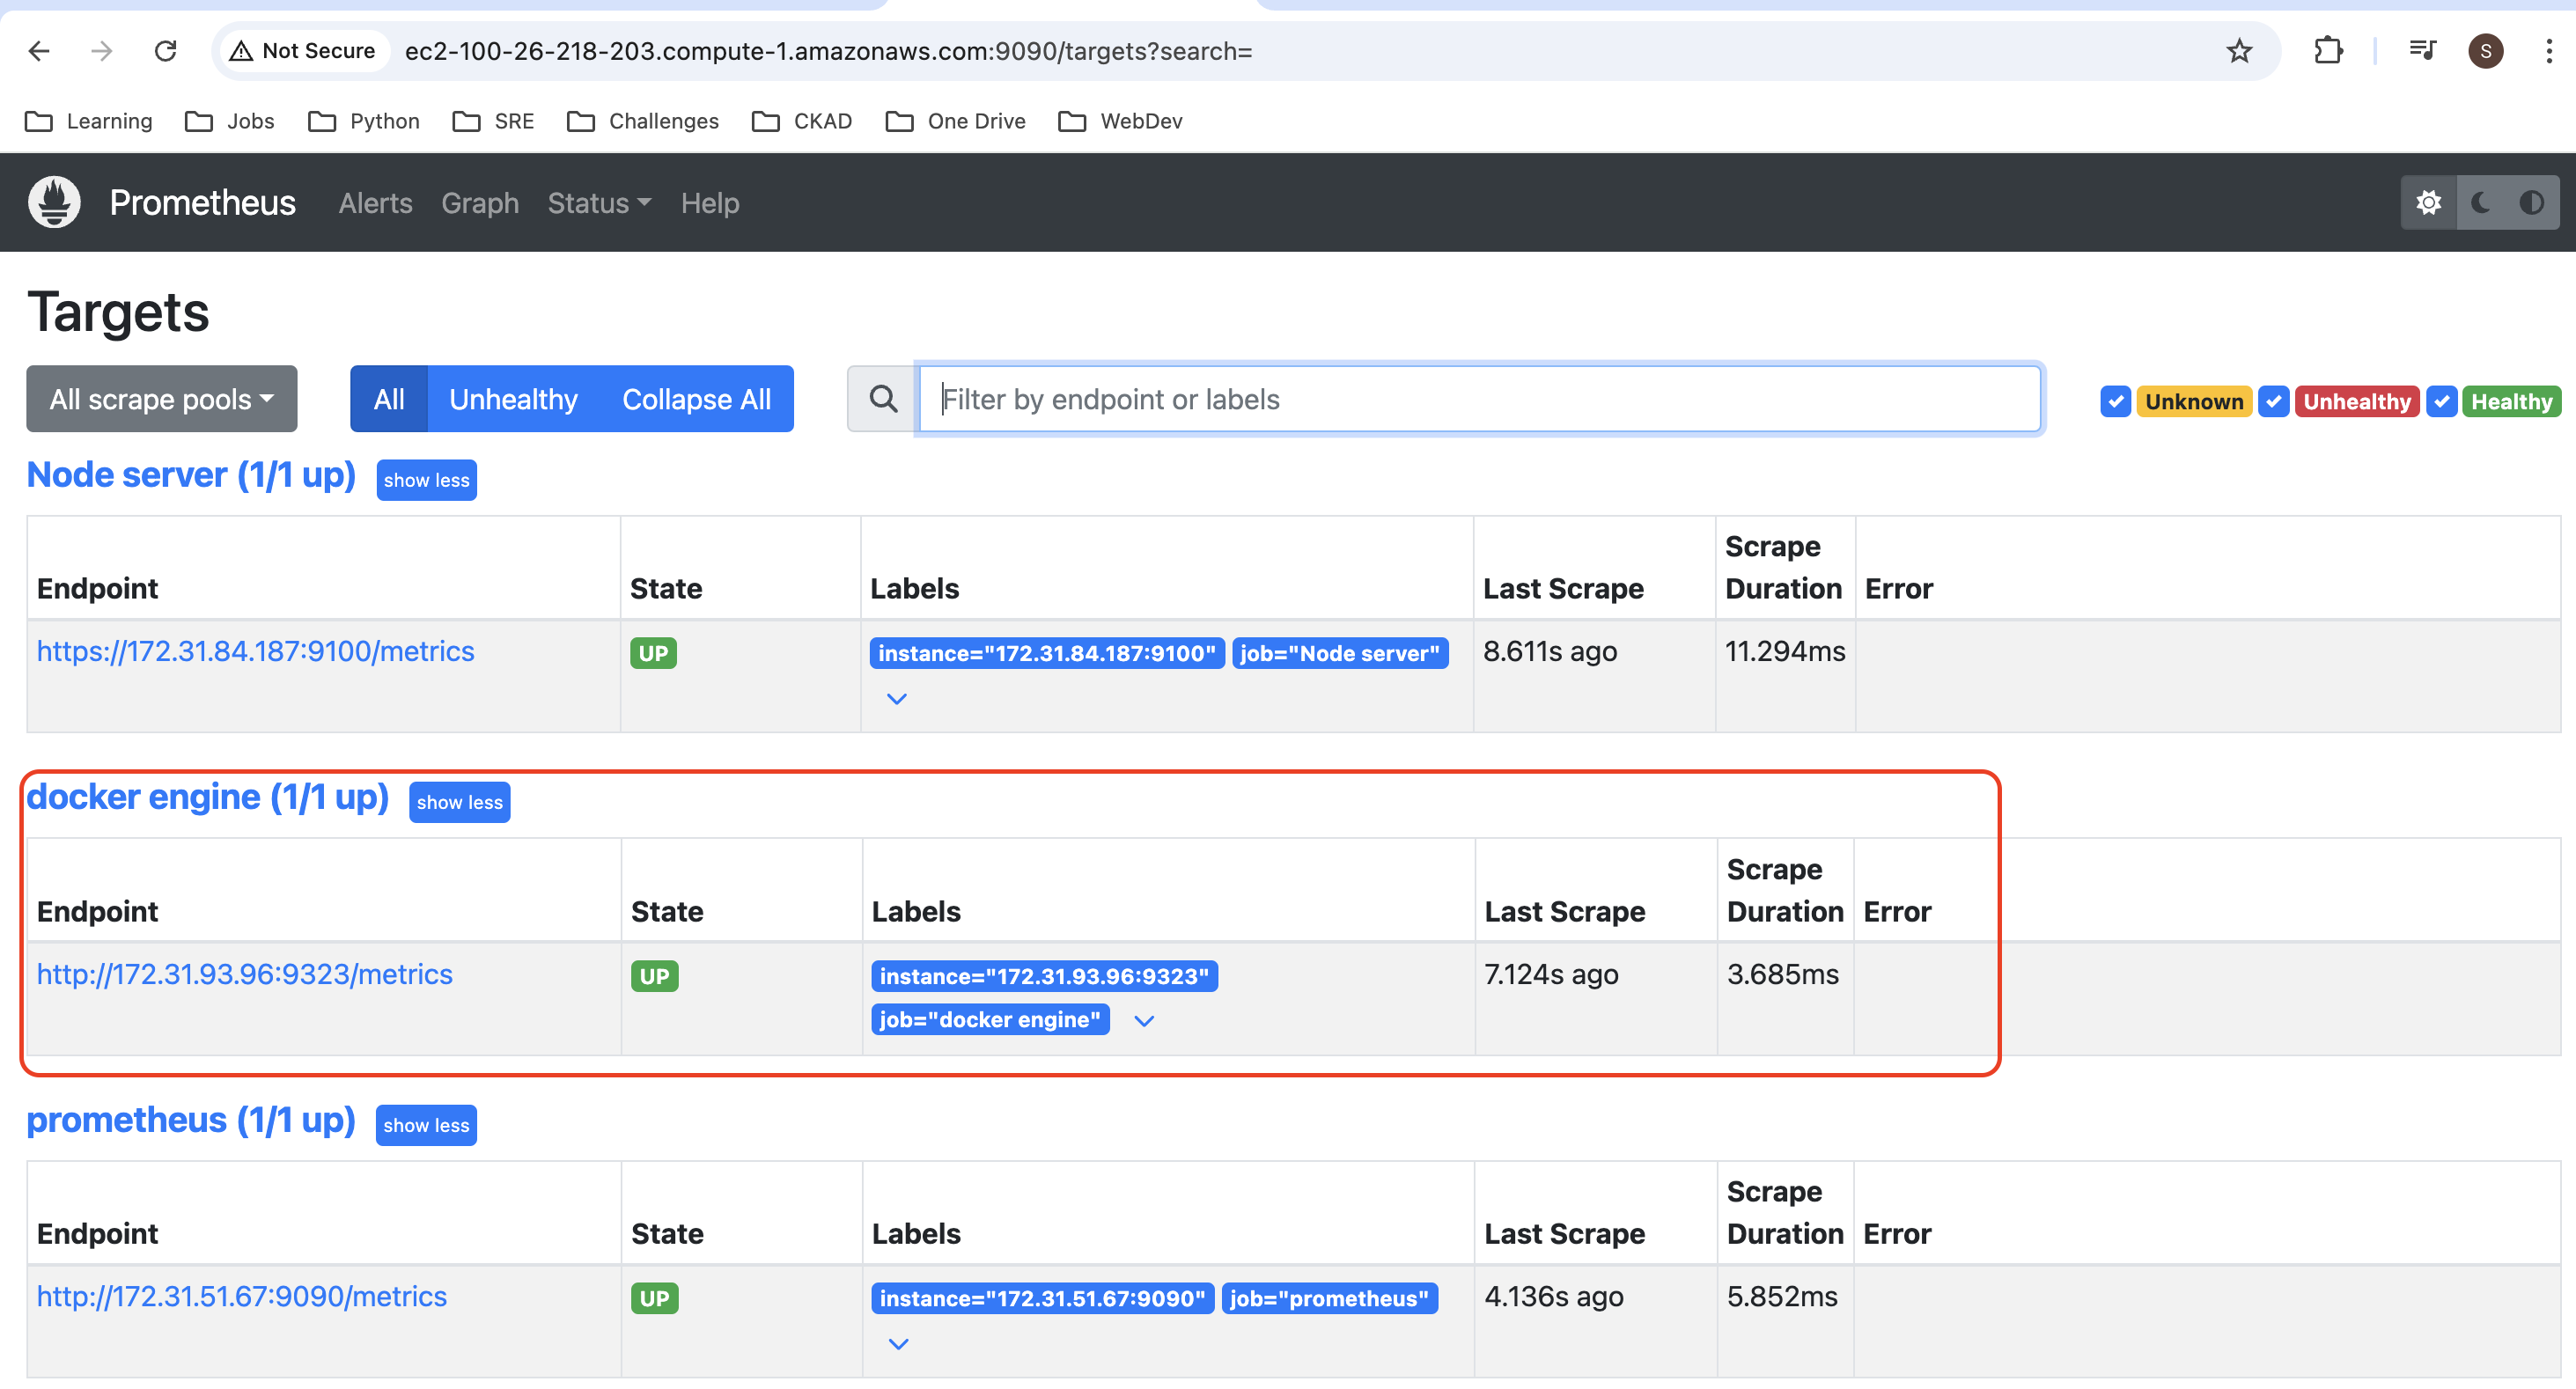 Not Secure ec2-100-26-218-203.compute-1.amazonaws.com:9090/targets?search= S
Learning Jobs Python SRE Challenges CKAD One Drive WebDev
Prometheus Alerts Graph Status Help
Targets
All scrape pools All Unhealthy Collapse All Filter by endpoint or labels Unknown Unhealthy Healthy
Node server (1/1 up) show less
Endpoint State Labels Last Scrape Scrape Duration Error
https://172.31.84.187:9100/metrics UP instance="172.31.84.187:9100" job="Node server" 8.611s ago 11.294ms
docker engine (1/1 up) show less
Endpoint State Labels Last Scrape Scrape Duration Error
http://172.31.93.96:9323/metrics UP instance="172.31.93.96:9323" 7.124s ago 3.685ms
job="docker engine"
prometheus (1/1 up) show less
Endpoint State Labels Last Scrape Scrape Duration Error
http://172.31.51.67:9090/metrics UP instance="172.31.51.67:9090" job="prometheus" 4.136s ago 5.852ms